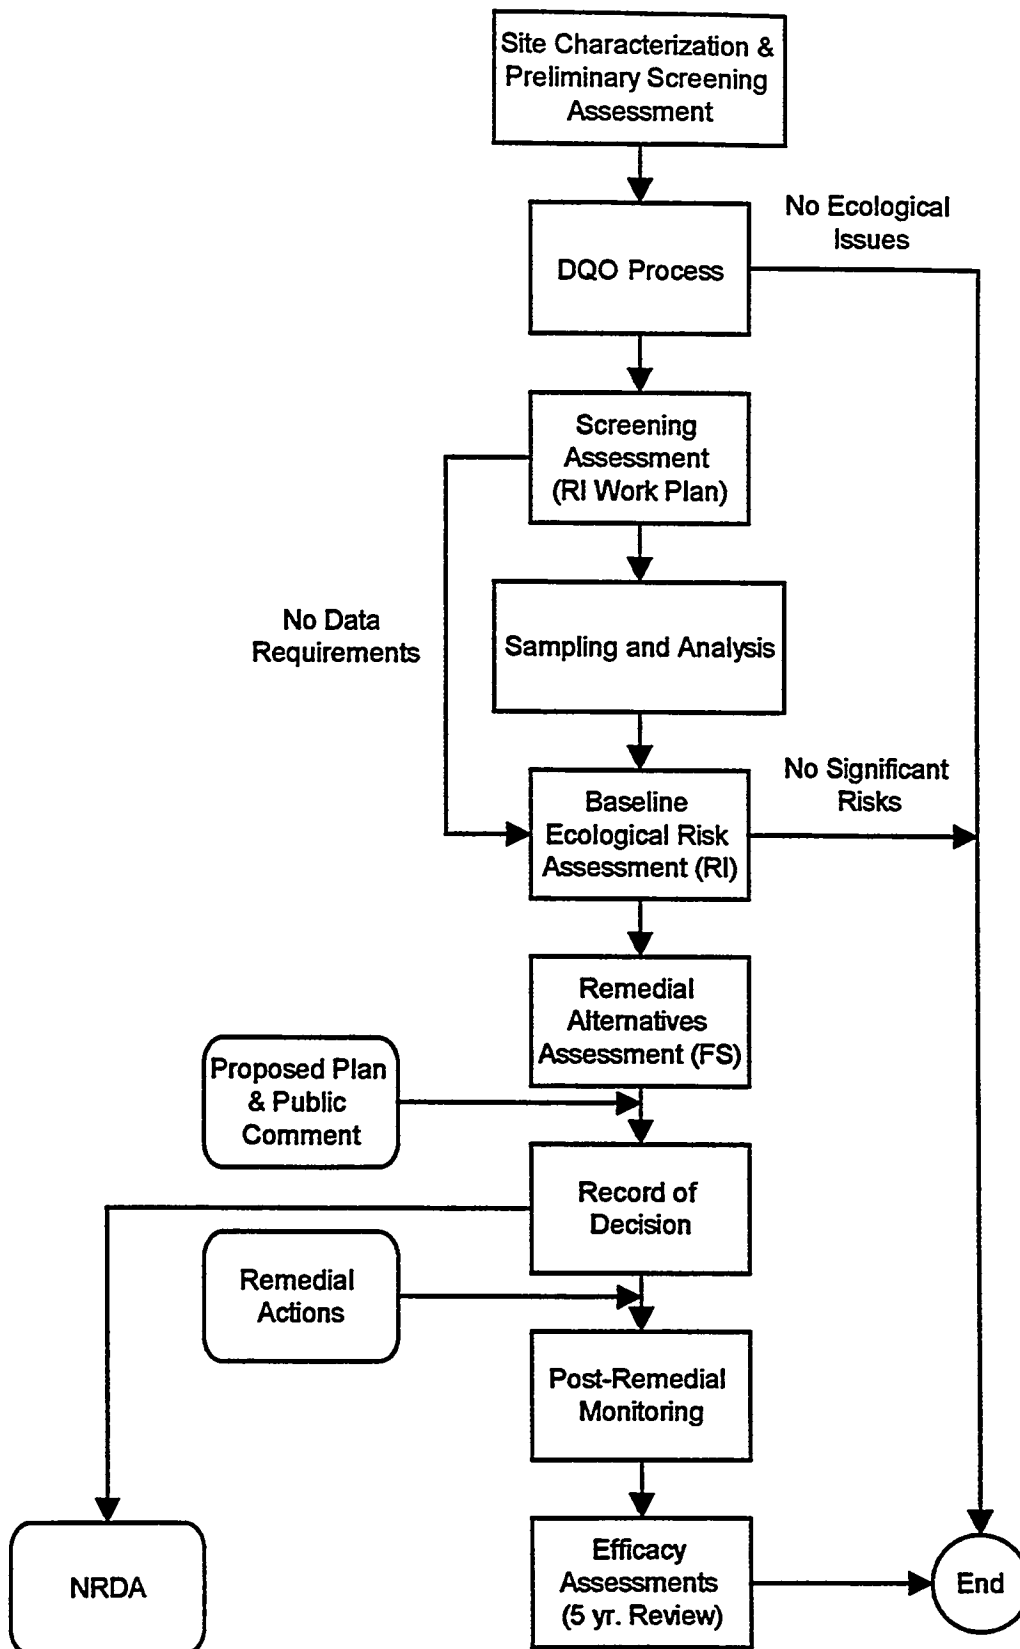 Site Characterization &
Preliminary Screening
Assessment
No Ecological
Issues
DQO Process
Screening
Assessment
(RI Work Plan)
No Data
Requirements
Sampling and Analysis
No Significant
Risks
Baseline
Ecological Risk
Assessment (RI)
Remedial
Alternatives
Assessment (FS)
Proposed Plan
& Public
Comment
Record of
Decision
Remedial
Actions
Post-Remedial
Monitoring
NRDA
Efficacy
Assessments
(5 yr. Review)
End